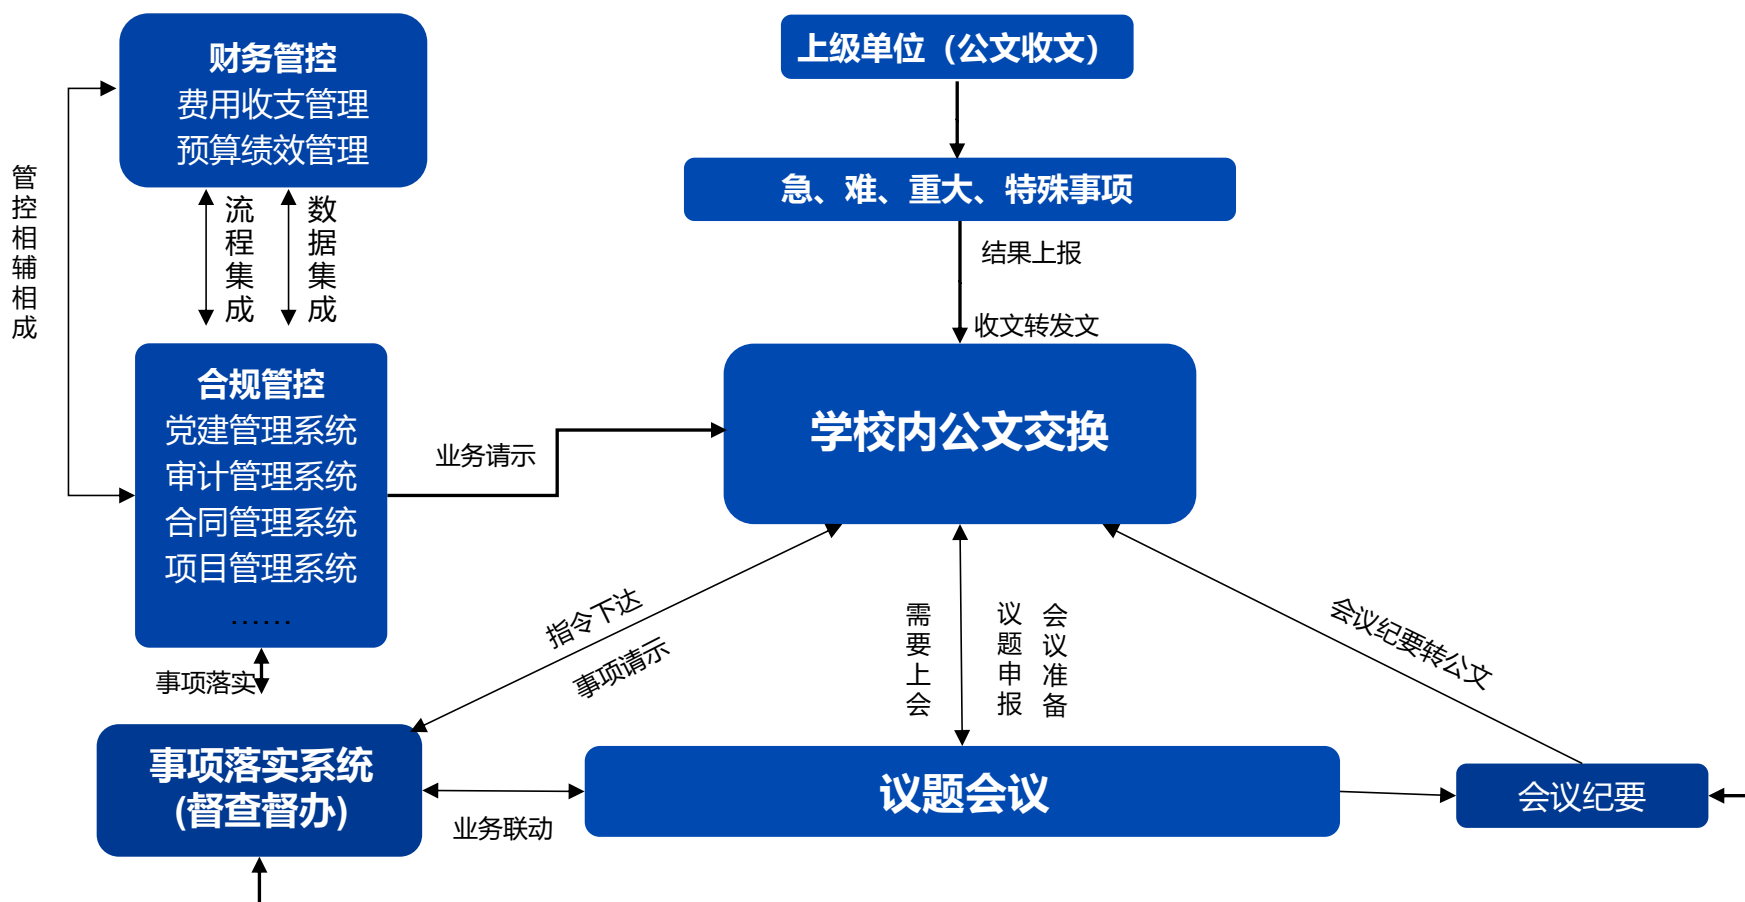 财务管控
费用收支管理
预算绩效管理
上级单位（公文收文）
急、难、重大、特殊事项
管控相辅相成
流程集成
数据集成
结果上报
收文转发文
合规管控
党建管理系统
审计管理系统
合同管理系统
项目管理系统
......
业务请示
学校内公文交换
事项落实
指令下达
事项请示
需要上会
议题申报
会议准备
会议纪要转公文
事项落实系统
(督查督办)
业务联动
议题会议
会议纪要